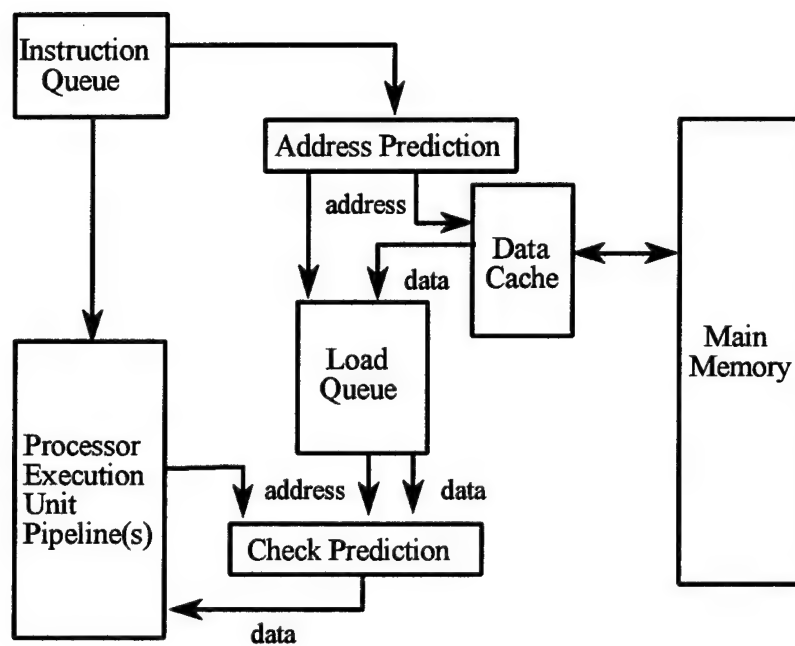 Instruction
Queue
Address Prediction
address
data
Data
Cache
Load
Queue
Main
Memory
Processor
Execution
Unit
Pipeline(s)
address
data
Check Prediction
data